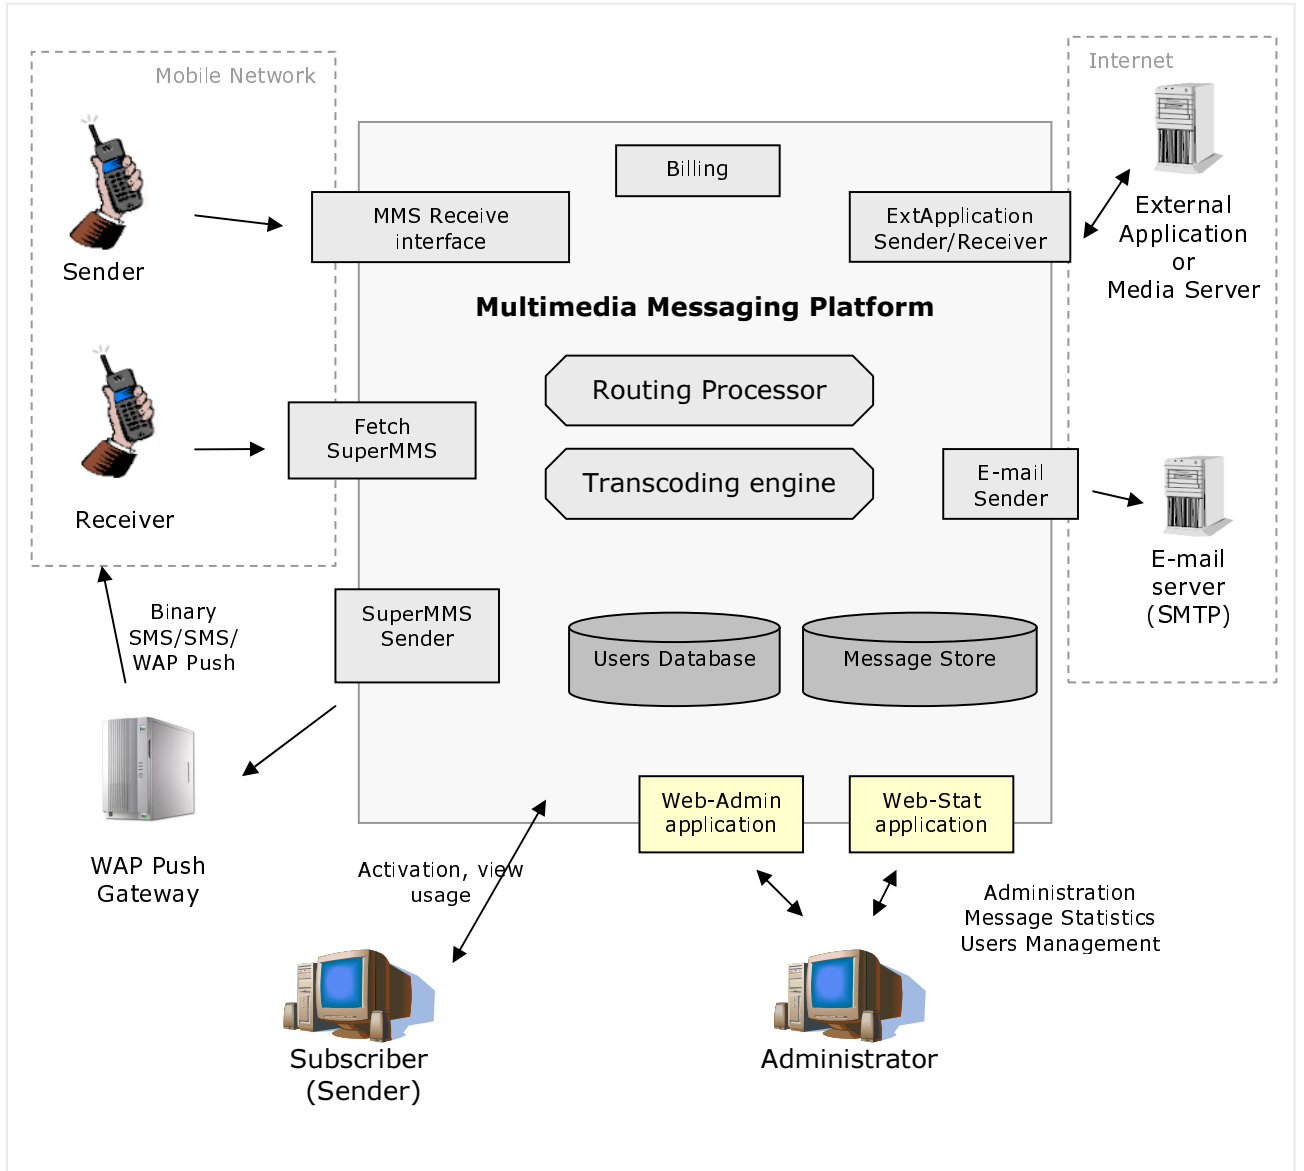 Mobile Network
Internet
Sender
MMS Receive
interface
Billing
ExtApplication
Sender/Receiver
External
Application
or
Media Server
Multimedia Messaging Platform
Routing Processor
Transcoding engine
Fetch
SuperMMS
Receiver
E-mail
Sender
E-mail
server
(SMTP)
Binary
SMS/SMS/
WAP Push
SuperMMS
Sender
Users Database
Message Store
WAP Push
Gateway
Web-Admin
application
Web-Stat
application
Activation, view
usage
Administration
Message Statistics
Users Management
Subscriber
(Sender)
Administrator